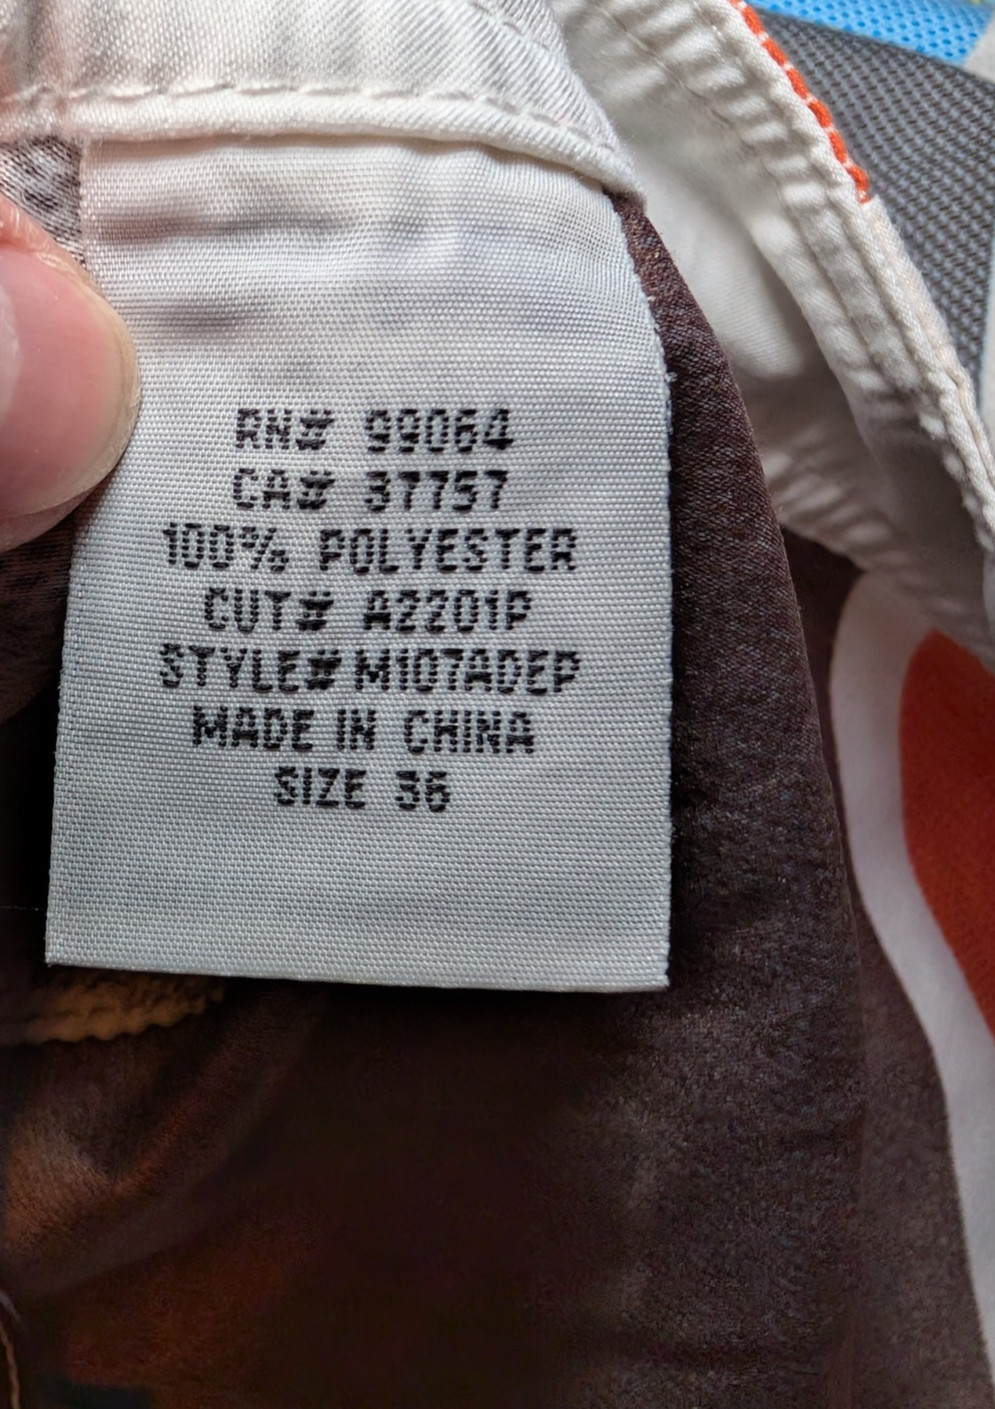 RN# 99064
CA# 37757
100% POLYESTER
CUT# A2201P
STYLE# M107ADEP
MADE IN CHINA
SIZE 36